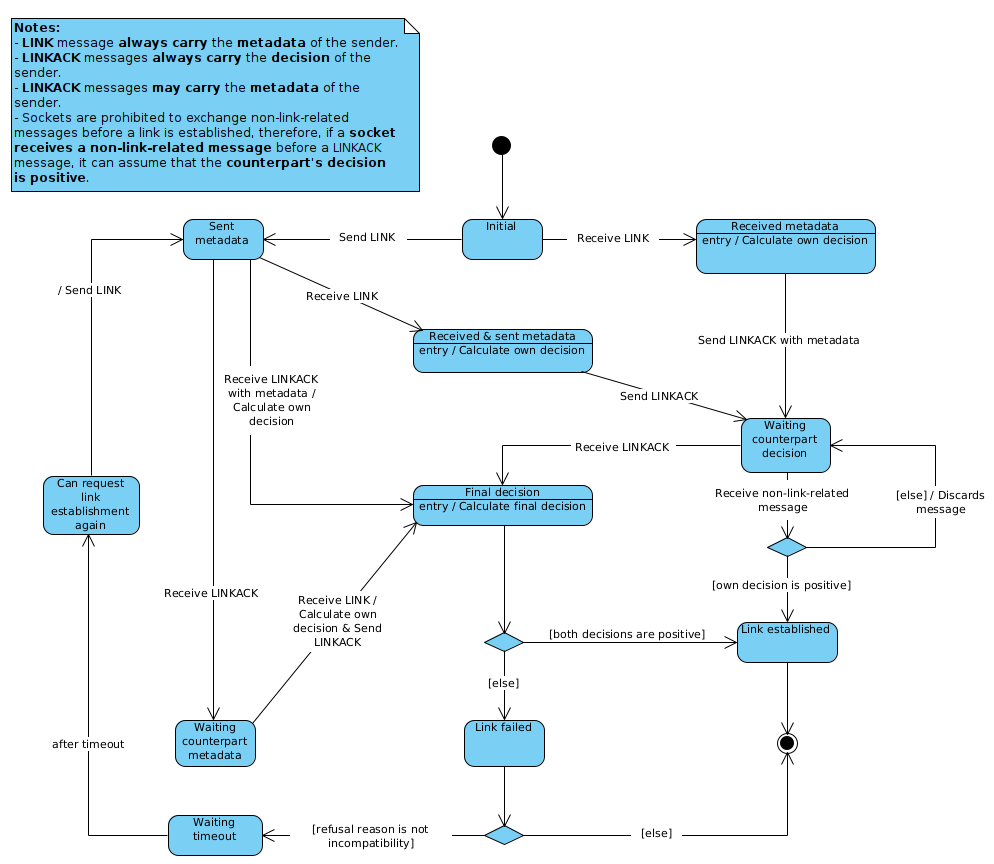 Notes:
- LINK message always carry the metadata of the sender.
- LINKACK messages always carry the decision of the
sender.
- LINKACK messages may carry the metadata of the
sender.
- Sockets are prohibited to exchange non-link-related
messages before a link is established, therefore, if a socket
receives a non-link-related message before a LINKACK
message, it can assume that the counterpart's decision
is positive.
Sent
metadata
Send LINK
Initial
Receive LINK
Received metadata
entry / Calculate own decision
/ Send LINK
Receive LINK
Received & sent metadata
entry / Calculate own decision
Send LINKACK with metadata
Receive LINKACK
with metadata /
Calculate own
decision
Send LINKACK
Waiting
counterpart
decision
Receive LINKACK
Can request
link
establishment
again
Final decision
entry / Calculate final decision
Receive non-link-related
message
[else] / Discards
message
[own decision is positive]
Receive LINKACK
Receive LINK /
Calculate own
decision & Send
LINKACK
[both decisions are positive]
Link established
[else]
Waiting
counterpart
metadata
Link failed
after timeout
Waiting
timeout
[refusal reason is not
incompatibility]
[else]